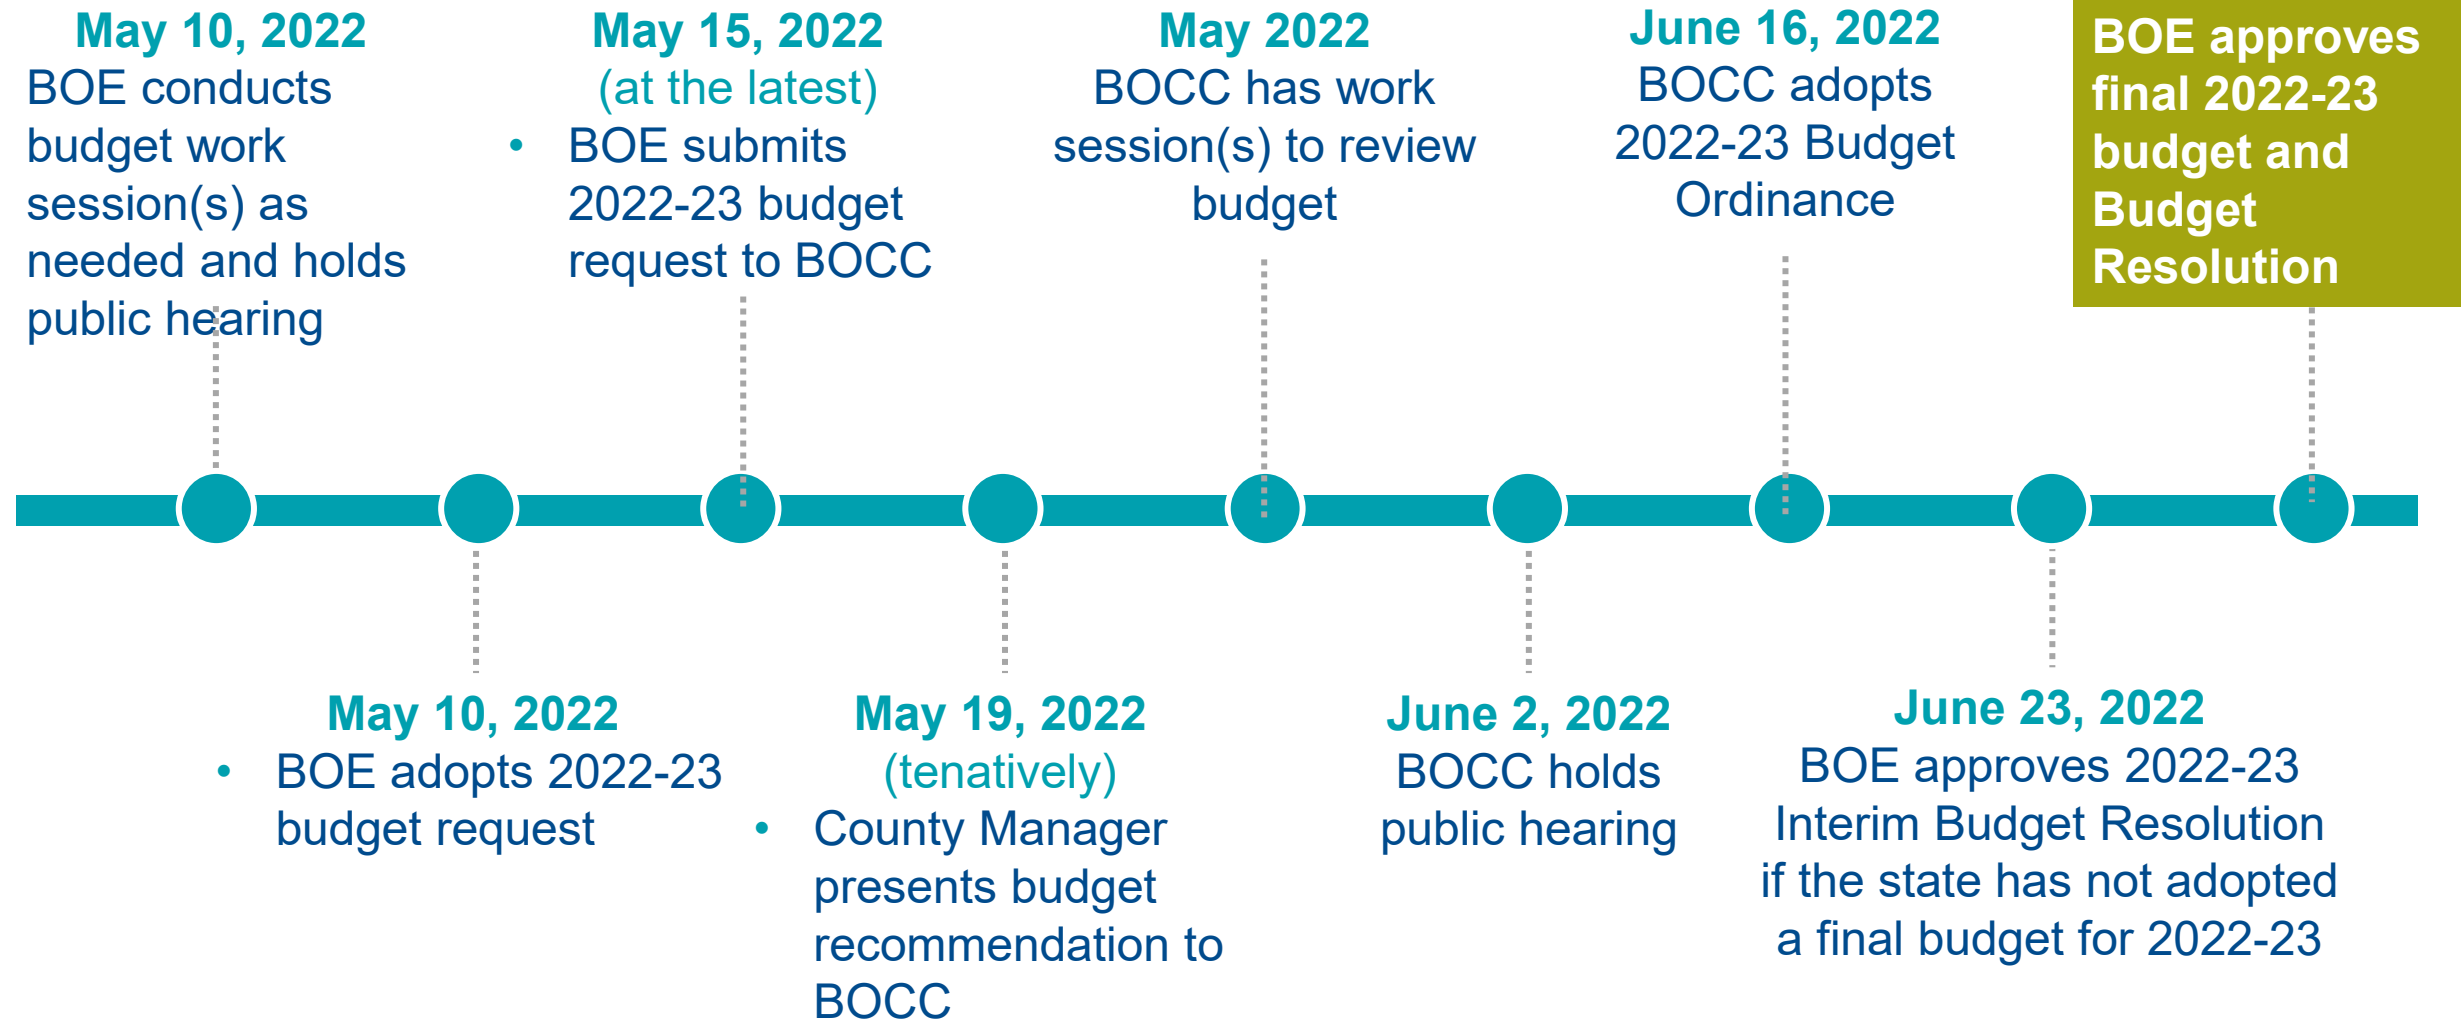 May 10, 2022
BOE conducts
budget work
session(s) as
needed and holds
public hearing
May 15, 2022
(at the latest)
• BOE submits
2022-23 budget
request to BOCC
May 2022
BOCC has work
session(s) to review
budget
June 16, 2022
BOCC adopts
2022-23 Budget
Ordinance
BOE approves
final 2022-23
budget and
Budget
Resolution
May 10, 2022
• BOE adopts 2022-23
budget request
May 19, 2022
(tenatively)
• County Manager
presents budget
recommendation to
BOCC
June 2, 2022
BOCC holds
public hearing
June 23, 2022
BOE approves 2022-23
Interim Budget Resolution
if the state has not adopted
a final budget for 2022-23